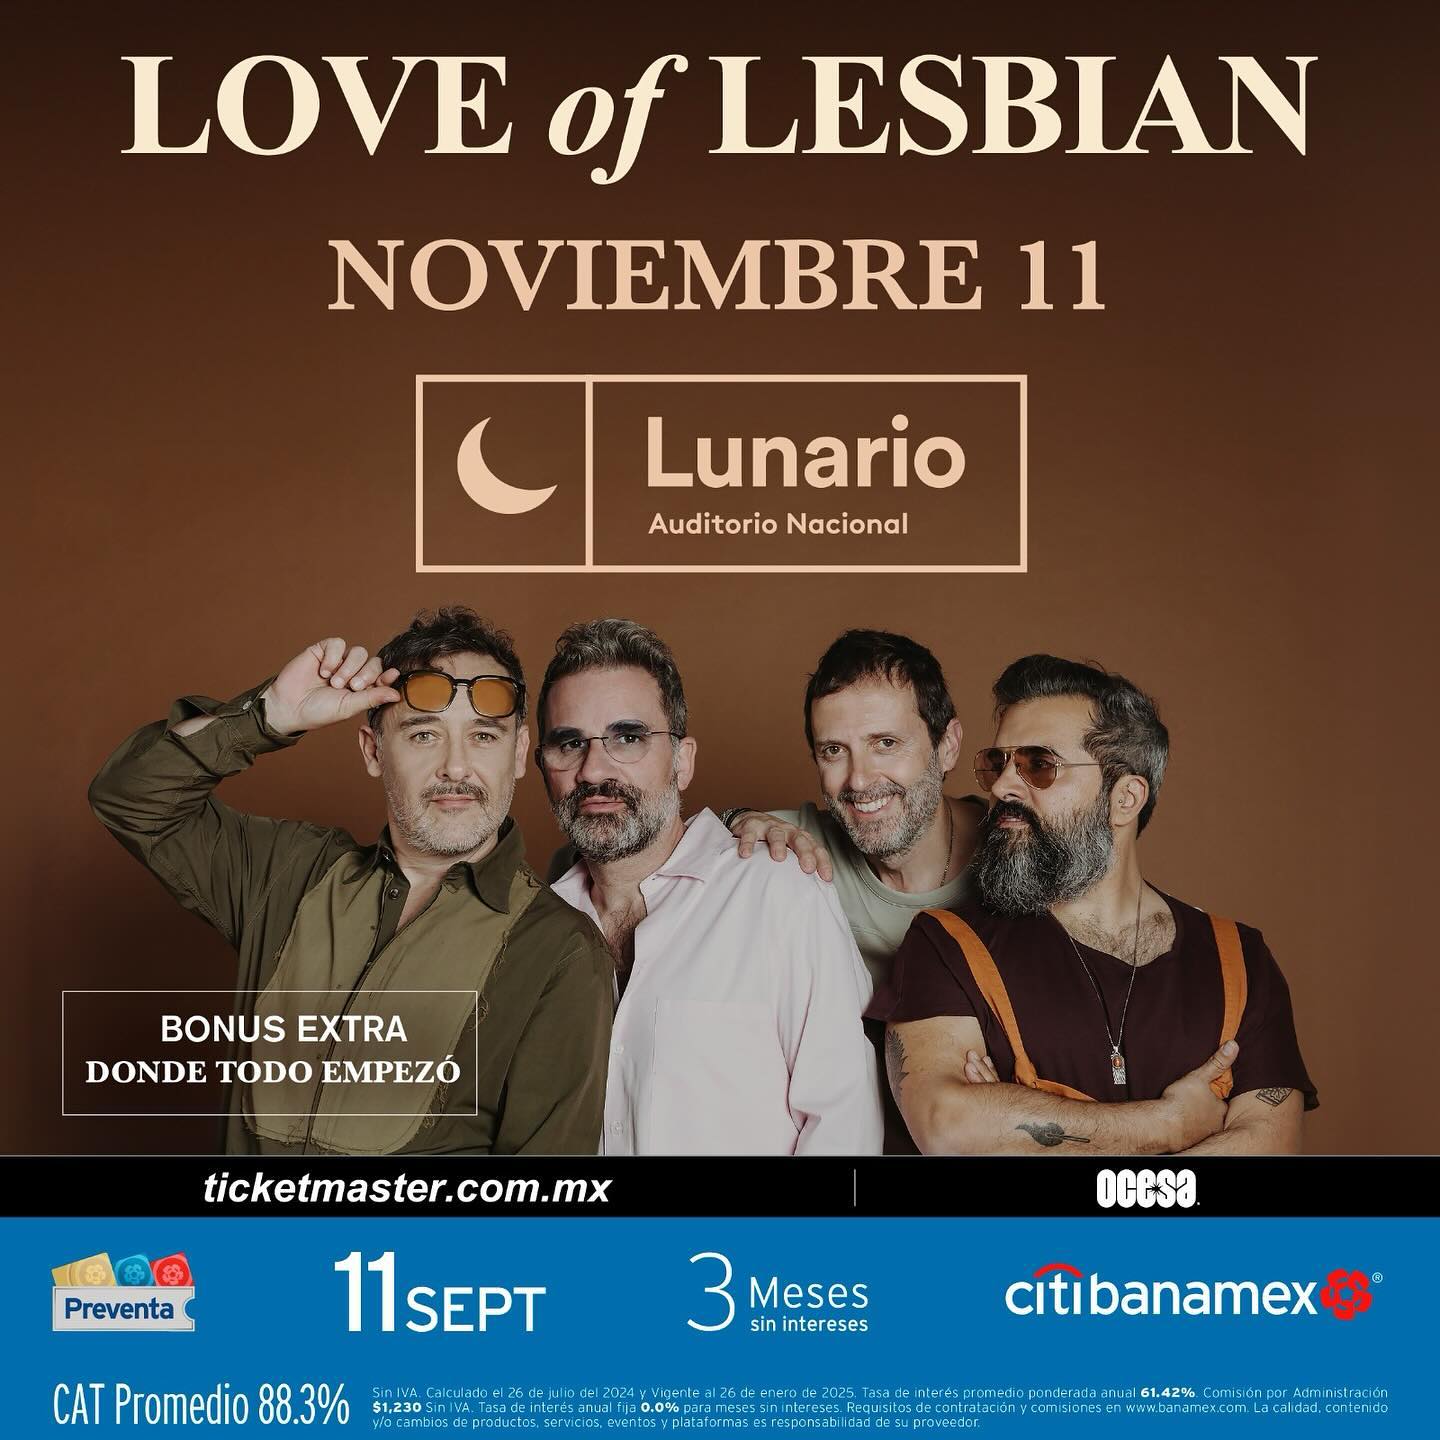 LOVE of LESBIAN
NOVIEMBRE 11
Lunario
Auditorio Nacional
BONUS EXTRA
DONDE TODO EMPEZÓ
ticketmaster.com.mx
ocesa
Preventa
11 SEPT
3 Meses
sin intereses
citibanamex®
CAT Promedio 88.3%
Sin IVA. Calculado el 26 de julio del 2024 y Vigente al 26 de enero de 2025. Tasa de interés promedio ponderada anual 61.42%. Comisión por Administración
$1,230 Sin IVA. Tasa de interés anual fija 0.0% para meses sin intereses. Requisitos de contratación y comisiones en www.banamex.com. La calidad, contenido
y/o cambios de productos, servicios, eventos y plataformas es responsabilidad de su proveedor.